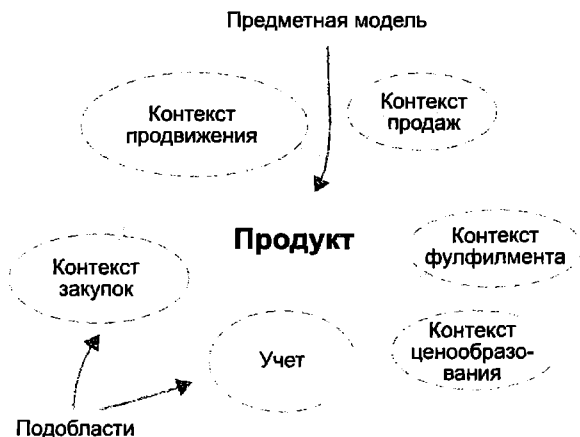 Предметная модель
Контекст
продвижения
Контекст
продаж
Продукт
Контекст
фулфилмента
Контекст
закупок
Учет
Контекст
ценообразо-
вания
Подобласти